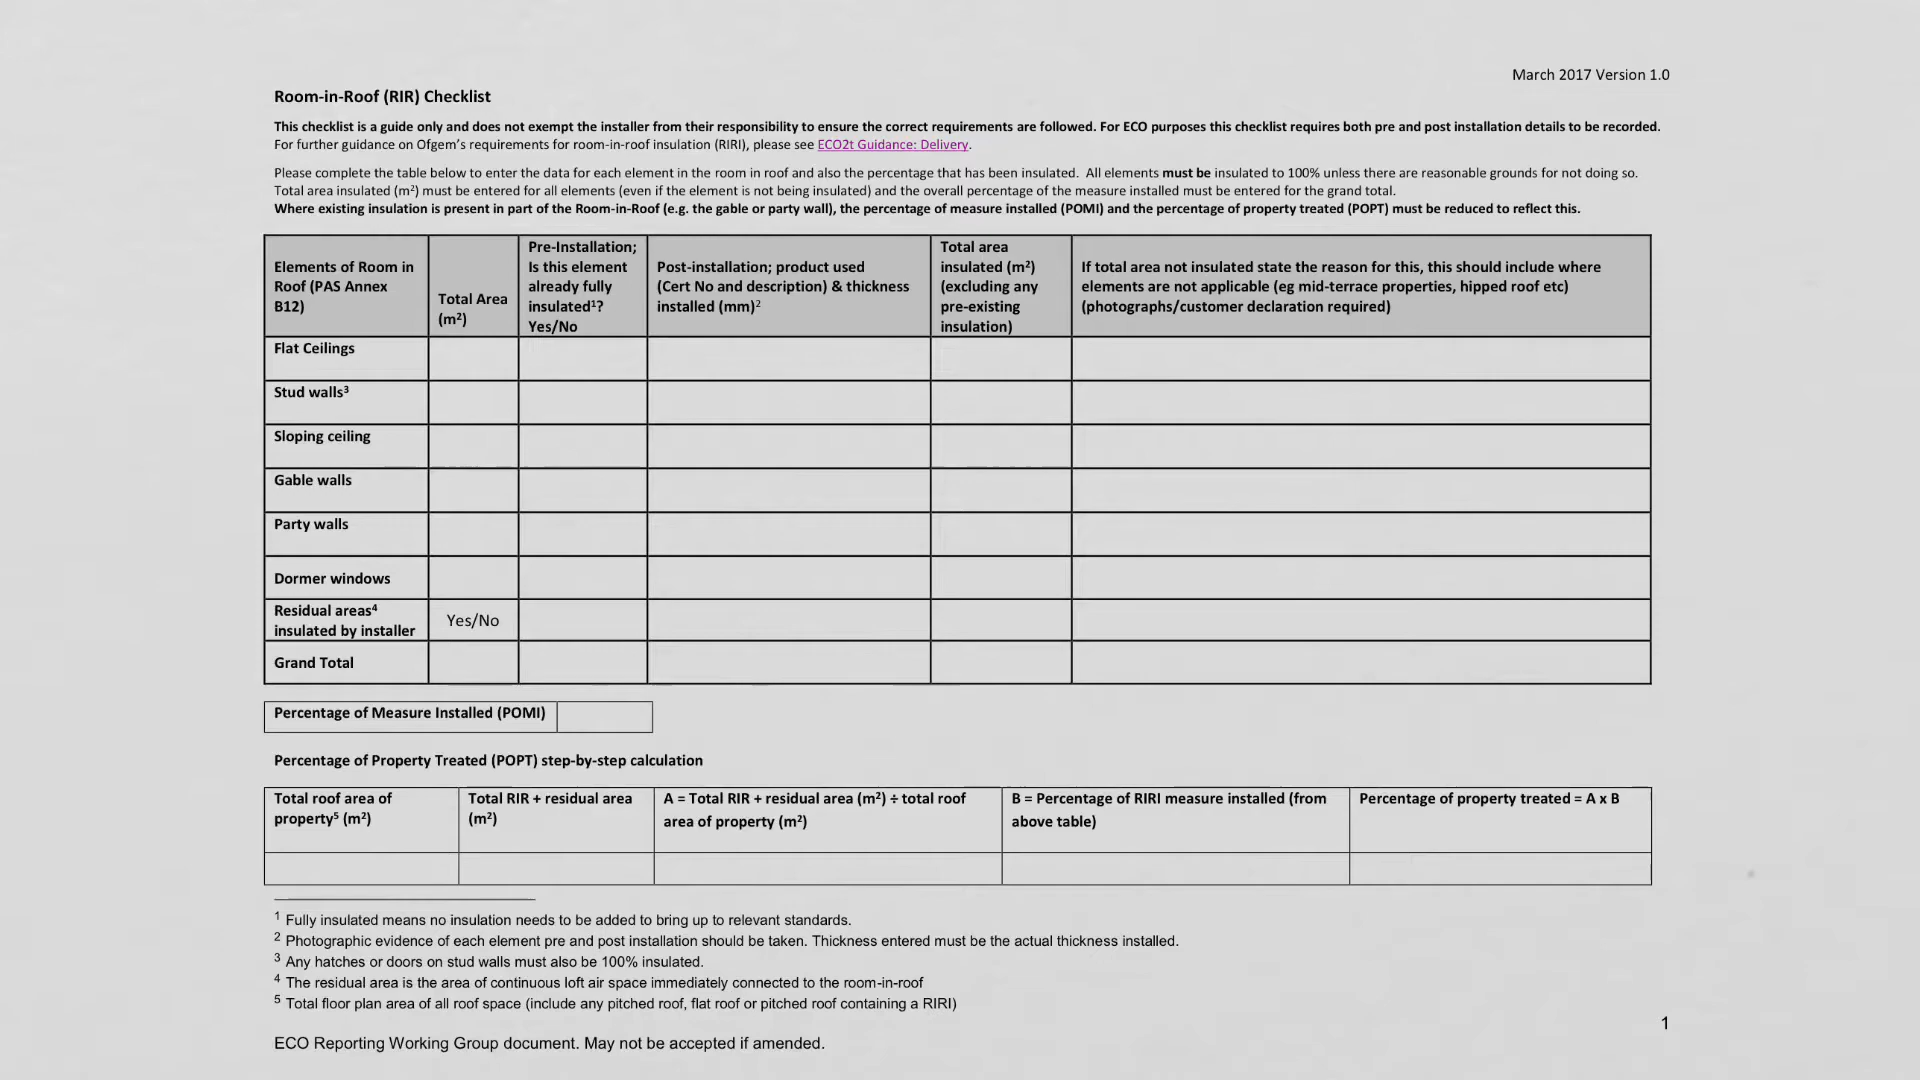 March 2017 Version 1.0
Room-in-Roof (RIR) Checklist
This checklist is a guide only and does not exempt the installer from their responsibility to ensure the correct requirements are followed. For ECO purposes this checklist requires both pre and post installation details to be recorded.
For further guidance on Ofgem's requirements for room-in-roof insulation (RIRI), please see ECO2t Guidance: Delivery.
Please complete the table below to enter the data for each element in the room in roof and also the percentage that has been insulated. All elements must be insulated to 100% unless there are reasonable grounds for not doing so.
Total area insulated (m²) must be entered for all elements (even if the element is not being insulated) and the overall percentage of the measure installed must be entered for the grand total.
Where existing insulation is present in part of the Room-in-Roof (e.g. the gable or party wall), the percentage of measure installed (POMI) and the percentage of property treated (POPT) must be reduced to reflect this.
Elements of Room in
Roof (PAS Annex
B12)
Total Area
(m²)
Pre-Installation;
Is this element
already fully
insulated¹?
Yes/No
Post-installation; product used
(Cert No and description) & thickness
installed (mm)²
Total area
insulated (m²)
(excluding any
pre-existing
insulation)
If total area not insulated state the reason for this, this should include where
elements are not applicable (eg mid-terrace properties, hipped roof etc)
(photographs/customer declaration required)
Flat Ceilings
Stud walls³
Sloping ceiling
Gable walls
Party walls
Dormer windows
Residual areas⁴
insulated by installer
Yes/No
Grand Total
Percentage of Measure Installed (POMI)
Percentage of Property Treated (POPT) step-by-step calculation
Total roof area of
property⁵ (m²)
Total RIR + residual area
(m²)
A = Total RIR + residual area (m²) ÷ total roof
area of property (m²)
B = Percentage of RIRI measure installed (from
above table)
Percentage of property treated = A x B
¹ Fully insulated means no insulation needs to be added to bring up to relevant standards.
² Photographic evidence of each element pre and post installation should be taken. Thickness entered must be the actual thickness installed.
³ Any hatches or doors on stud walls must also be 100% insulated.
⁴ The residual area is the area of continuous loft air space immediately connected to the room-in-roof
⁵ Total floor plan area of all roof space (include any pitched roof, flat roof or pitched roof containing a RIRI)
1
ECO Reporting Working Group document. May not be accepted if amended.